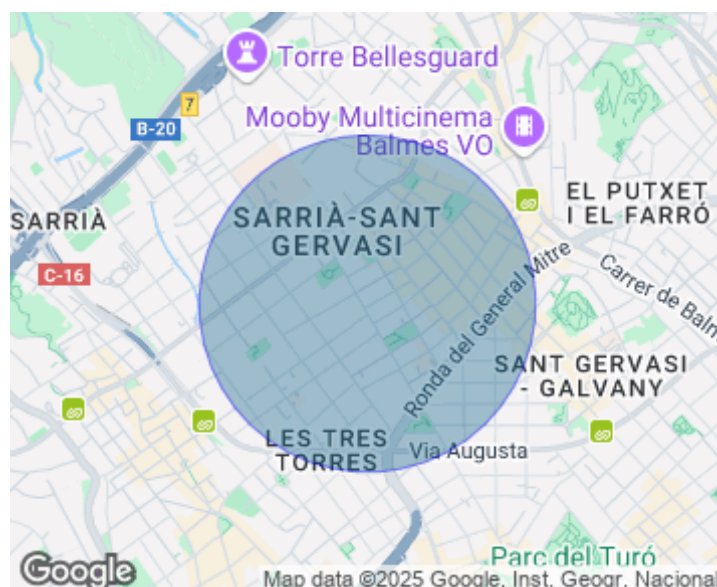 Torre Bellesguard
7
B-20
Mooby Multicinema
Balmes VO
EL PUTXET
I EL FARRÓ
SARRIÀ
SARRIÀ-SANT
GERVASI
C-16
Carrer de Balm
Ronda del General Mitre
SANT GERVASI
- GALVANY
LES TRES
TORRES
Via Augusta
Parc del Turó
Google
Map data ©2025 Google, Inst. Geogr. Nacional